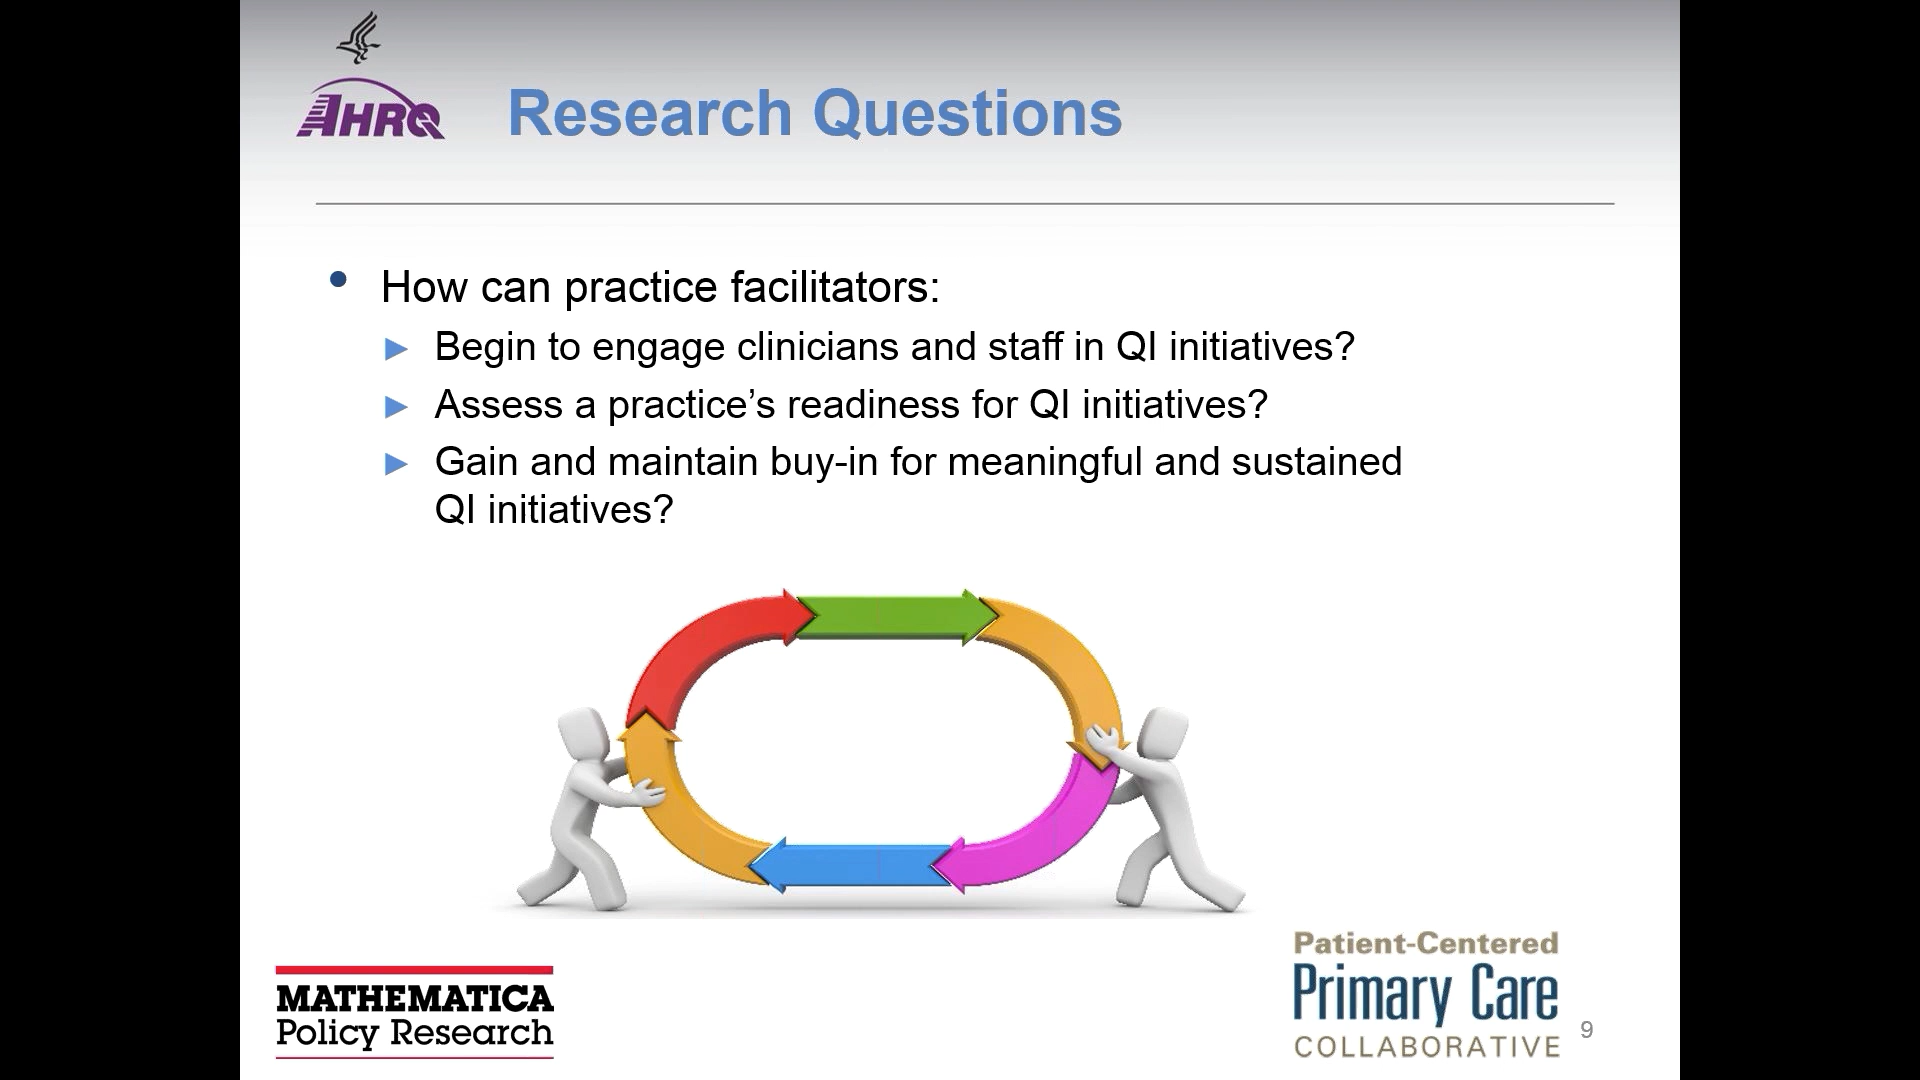 AHRQ
Research Questions
• How can practice facilitators:
► Begin to engage clinicians and staff in QI initiatives?
► Assess a practice’s readiness for QI initiatives?
► Gain and maintain buy-in for meaningful and sustained
QI initiatives?
MATHEMATICA
Policy Research
Patient-Centered
Primary Care
COLLABORATIVE
9